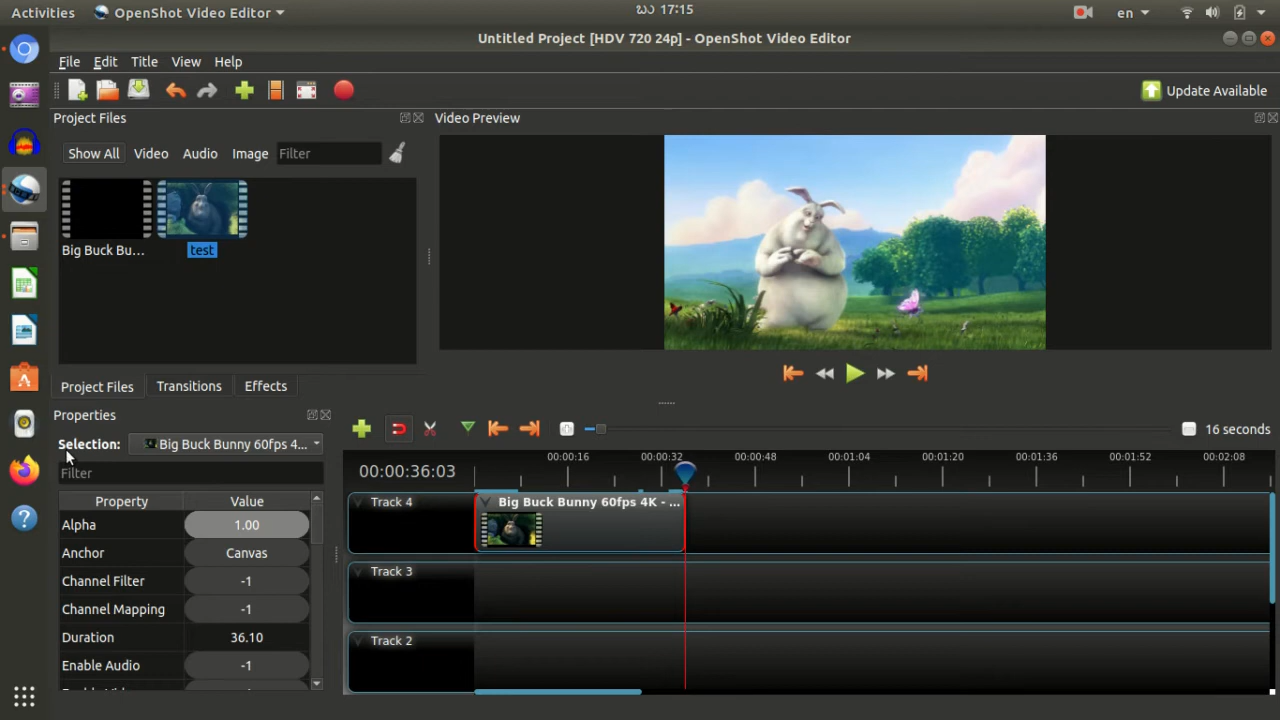 Activities
OpenShot Video Editor
ລງ 17:15
en
Untitled Project [HDV 720 24p] - OpenShot Video Editor
File Edit Title View Help
Update Available
Project Files
Video Preview
Show All Video Audio Image Filter
Big Buck Bu...
test
Project Files Transitions Effects
Properties
Selection: Big Buck Bunny 60fps 4...
Filter
Property Value
Alpha 1.00
Anchor Canvas
Channel Filter -1
Channel Mapping -1
Duration 36.10
Enable Audio -1
16 seconds
00:00:36:03
00:00:16 00:00:32 00:00:48 00:01:04 00:01:20 00:01:36 00:01:52 00:02:08
Track 4
Big Buck Bunny 60fps 4K - ...
Track 3
Track 2